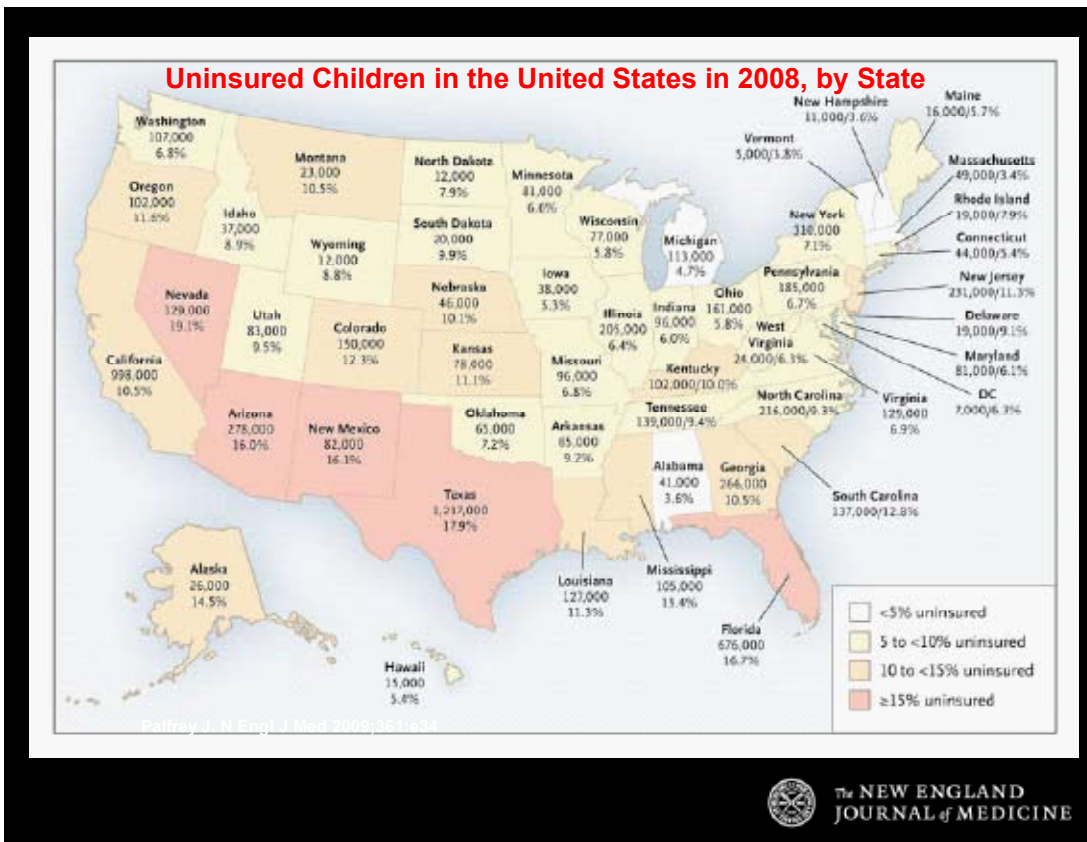 Uninsured Children in the United States in 2008, by State
Washington
107,000
6.8%
Oregon
102,000
11.6%
Idaho
37,000
8.9%
Montana
23,000
10.5%
Wyoming
12,000
8.8%
North Dakota
12,000
7.9%
South Dakota
20,000
9.9%
Minnesota
81,000
6.0%
Wisconsin
77,000
5.8%
Michigan
113,000
4.7%
New York
310,000
7.1%
Vermont
5,000/3.8%
New Hampshire
11,000/3.6%
Maine
16,000/5.7%
Massachusetts
49,000/3.4%
Rhode Island
19,000/7.9%
Connecticut
44,000/5.4%
New Jersey
231,000/11.3%
Delaware
19,000/9.1%
Maryland
81,000/6.1%
DC
7,000/6.3%
Virginia
125,000
6.9%
Pennsylvania
185,000
6.7%
Ohio
161,000
5.8%
West
Virginia
24,000/6.3%
Indiana
96,000
6.0%
Illinois
205,000
6.4%
Iowa
38,000
5.3%
Nebraska
46,000
10.1%
Nevada
129,000
19.1%
Utah
83,000
9.5%
Colorado
150,000
12.3%
Kansas
78,000
11.1%
Missouri
96,000
6.8%
Kentucky
102,000/10.0%
North Carolina
216,000/9.3%
Tennessee
139,000/9.4%
California
998,000
10.5%
Arizona
278,000
16.0%
New Mexico
82,000
16.1%
Oklahoma
65,000
7.2%
Arkansas
65,000
9.2%
Texas
1,217,000
17.9%
Louisiana
127,000
11.3%
Mississippi
105,000
13.4%
Alabama
41,000
3.6%
Georgia
266,000
10.5%
South Carolina
137,000/12.8%
Florida
676,000
16.7%
Alaska
26,000
14.5%
Hawaii
15,000
5.4%
<5% uninsured
5 to <10% uninsured
10 to <15% uninsured
≥15% uninsured
Palfrey J. N Engl J Med 2009;361:e34
The NEW ENGLAND
JOURNAL of MEDICINE